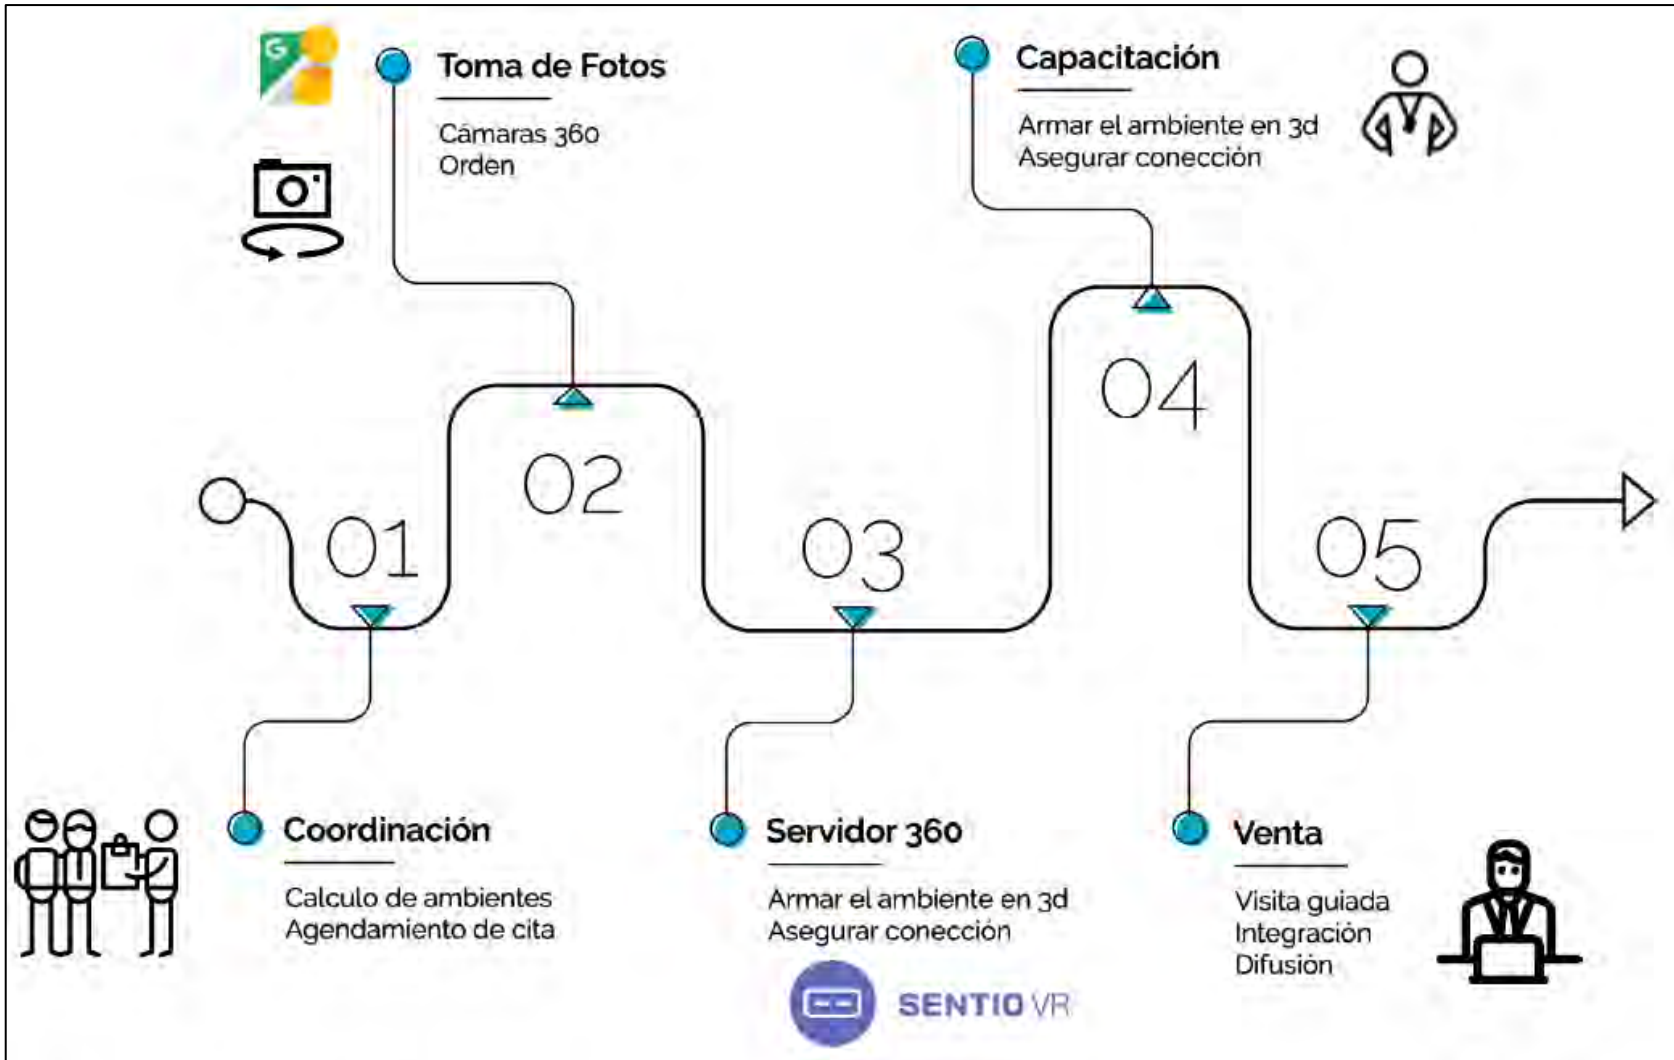 G
Toma de Fotos
Cámaras 360
Orden
Capacitación
Armar el ambiente en 3d
Asegurar conección
01
02
03
04
05
Coordinación
Calculo de ambientes
Agendamiento de cita
Servidor 360
Armar el ambiente en 3d
Asegurar conección
SENTIO VR
Venta
Visita guiada
Integración
Difusión